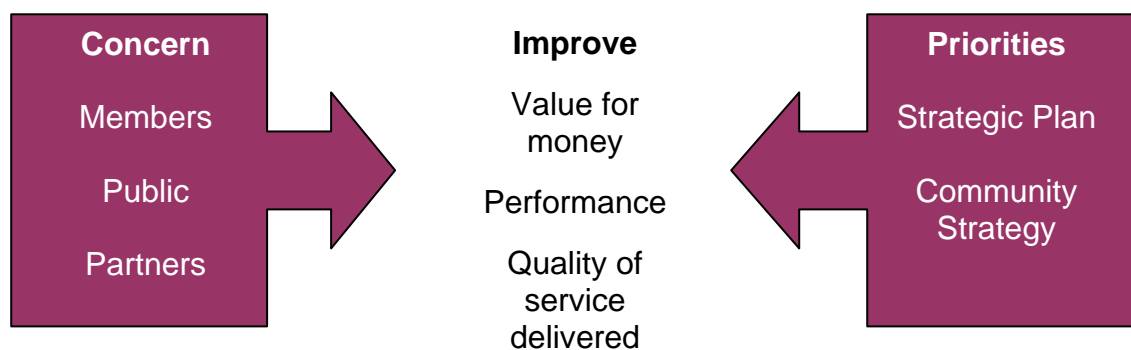 Concern
Members
Public
Partners
Improve
Value for
money
Performance
Quality of
service
delivered
Priorities
Strategic Plan
Community
Strategy